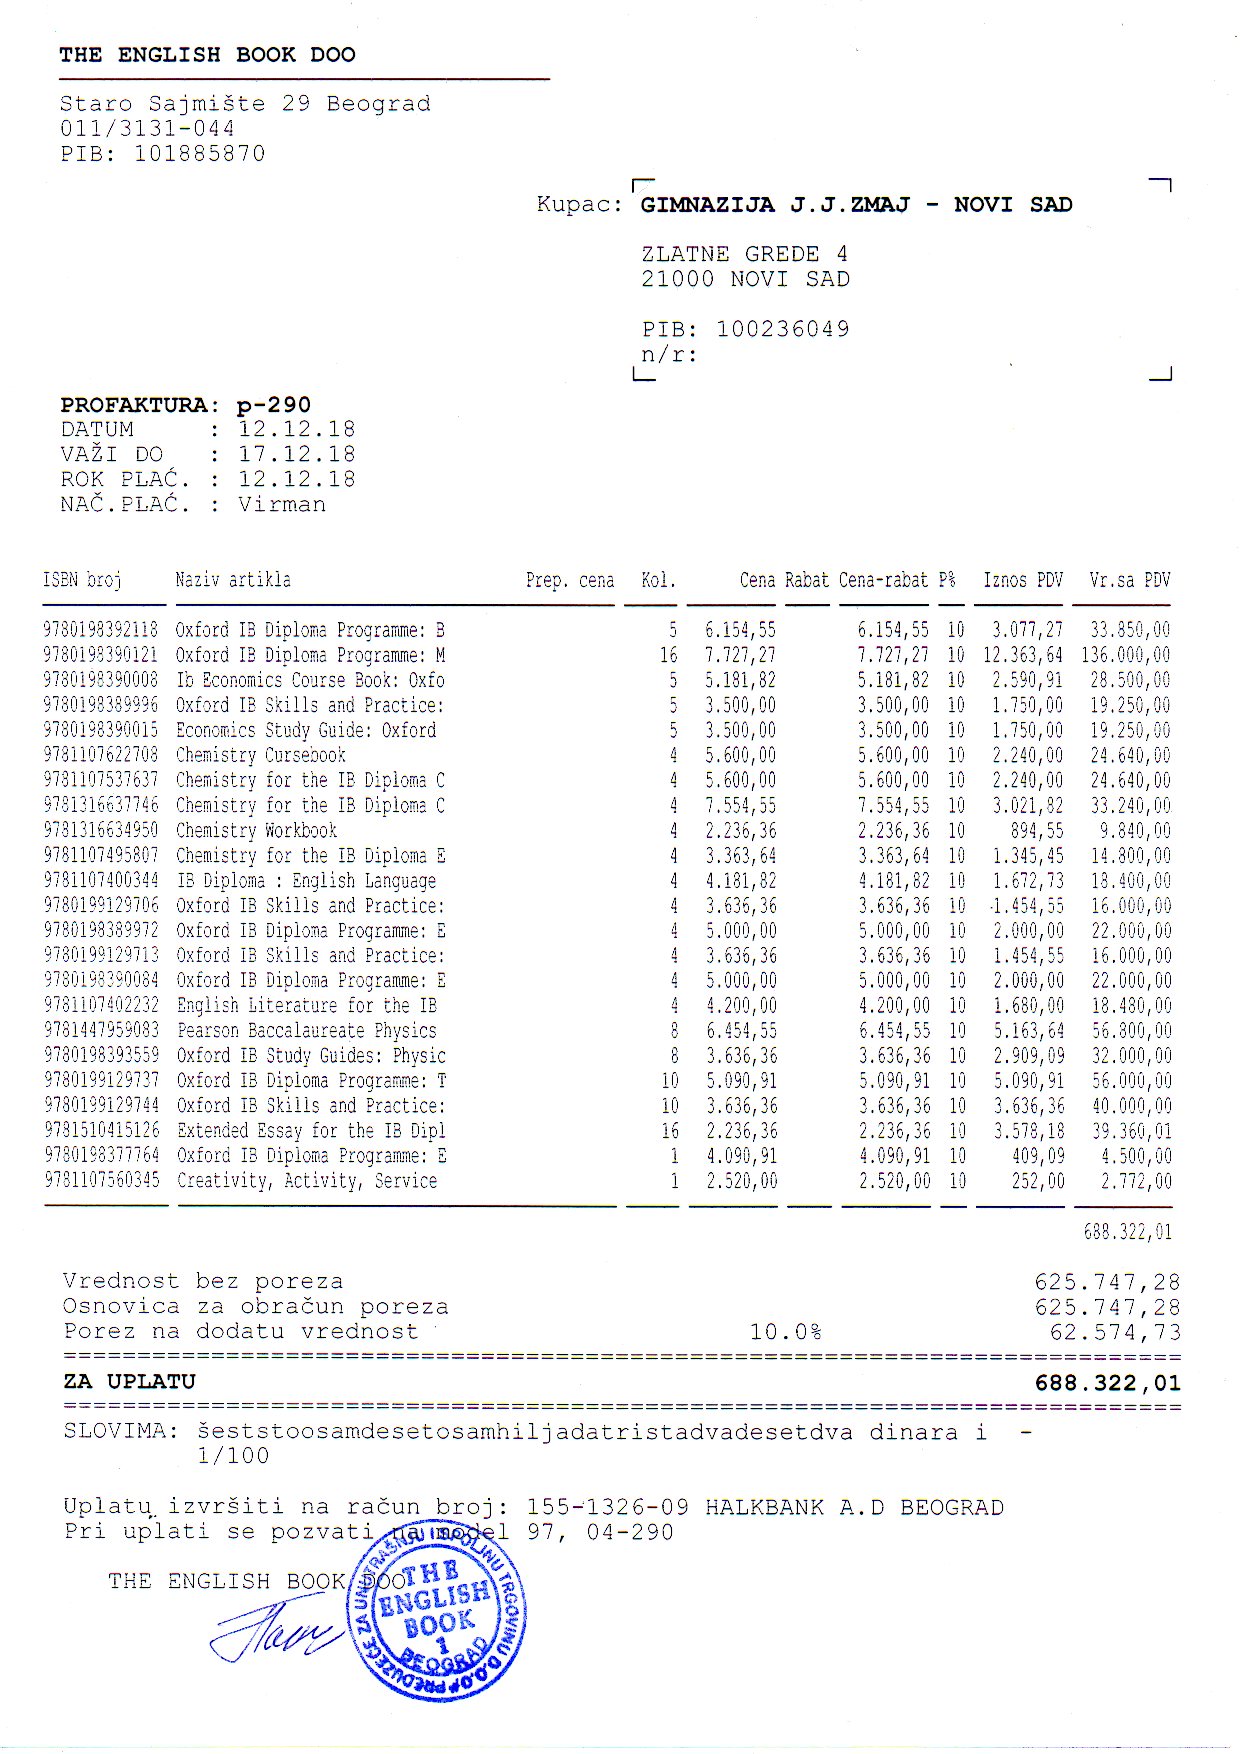 THE ENGLISH BOOK DOO
Staro Sajmište 29 Beograd
011/3131-044
PIB: 101885870
Kupac: GIMNAZIJA J.J.ZMAJ - NOVI SAD
ZLATNE GREDE 4
21000 NOVI SAD
PIB: 100236049
n/r:
PROFAKTURA: p-290
DATUM : 12.12.18
VAŽI DO : 17.12.18
ROK PLAĆ. : 12.12.18
NAČ.PLAĆ. : Virman
ISBN broj Naziv artikla Prep. cena Kol. Cena Rabat Cena-rabat P% Iznos PDV Vr.sa PDV
9780198392118 Oxford IB Diploma Programme: B 5 6.154,55 6.154,55 10 3.077,27 33.850,00
9780198390121 Oxford IB Diploma Programme: M 16 7.727,27 7.727,27 10 12.363,64 136.000,00
9780198390008 Ib Economics Course Book: Oxfo 5 5.181,82 5.181,82 10 2.590,91 28.500,00
9780198389996 Oxford IB Skills and Practice: 5 3.500,00 3.500,00 10 1.750,00 19.250,00
9780198390015 Economics Study Guide: Oxford 5 3.500,00 3.500,00 10 1.750,00 19.250,00
9781107622708 Chemistry Cursebook 4 5.600,00 5.600,00 10 2.240,00 24.640,00
9781107537637 Chemistry for the IB Diploma C 4 5.600,00 5.600,00 10 2.240,00 24.640,00
9781316637746 Chemistry for the IB Diploma C 4 7.554,55 7.554,55 10 3.021,82 33.240,00
9781316634950 Chemistry Workbook 4 2.236,36 2.236,36 10 894,55 9.840,00
9781107495807 Chemistry for the IB Diploma E 4 3.363,64 3.363,64 10 1.345,45 14.800,00
9781107400344 IB Diploma : English Language 4 4.181,82 4.181,82 10 1.672,73 18.400,00
9780199129706 Oxford IB Skills and Practice: 4 3.636,36 3.636,36 10 1.454,55 16.000,00
9780198389972 Oxford IB Diploma Programme: E 4 5.000,00 5.000,00 10 2.000,00 22.000,00
9780199129713 Oxford IB Skills and Practice: 4 3.636,36 3.636,36 10 1.454,55 16.000,00
9780198390084 Oxford IB Diploma Programme: E 4 5.000,00 5.000,00 10 2.000,00 22.000,00
9781107402232 English Literature for the IB 4 4.200,00 4.200,00 10 1.680,00 18.480,00
9781447959083 Pearson Baccalaureate Physics 8 6.454,55 6.454,55 10 5.163,64 56.800,00
9780198393559 Oxford IB Study Guides: Physic 8 3.636,36 3.636,36 10 2.909,09 32.000,00
9780199129737 Oxford IB Diploma Programme: T 10 5.090,91 5.090,91 10 5.090,91 56.000,00
9780199129744 Oxford IB Skills and Practice: 10 3.636,36 3.636,36 10 3.636,36 40.000,00
9781510415126 Extended Essay for the IB Dipl 16 2.236,36 2.236,36 10 3.578,18 39.360,01
9780198377764 Oxford IB Diploma Programme: E 1 4.090,91 4.090,91 10 409,09 4.500,00
9781107560345 Creativity, Activity, Service 1 2.520,00 2.520,00 10 252,00 2.772,00
688.322,01
Vrednost bez poreza 625.747,28
Osnovica za obračun poreza 625.747,28
Porez na dodatu vrednost 10.0% 62.574,73
ZA UPLATU 688.322,01
SLOVIMA: šeststoosamdesetosamhiljadatristadvadesetdva dinara i -
1/100
Uplatu izvršiti na račun broj: 155-1326-09 HALKBANK A.D BEOGRAD
Pri uplati se pozvati na model 97, 04-290
THE ENGLISH BOOK DOO
PREDUZEĆE ZA UNUTRAŠNJU I SPOLJNU TRGOVINU D.O.O.
THE
ENGLISH
BOOK
1
BEOGRAD